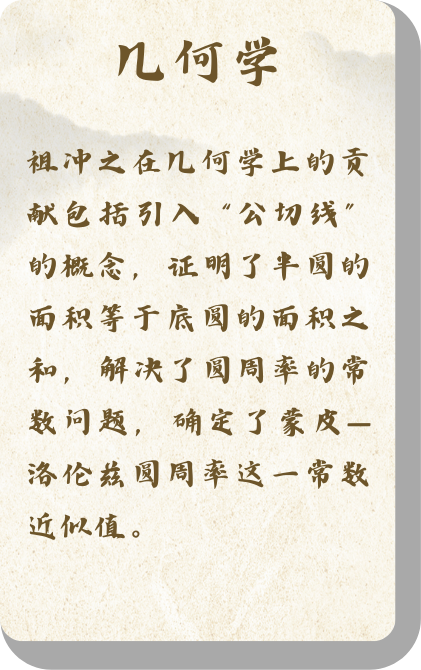 几何学
祖冲之在几何学上的贡
献包括引入“公切线”
的概念，证明了半圆的
面积等于底圆的面积之
和，解决了圆周率的常
数问题，确定了蒙皮—
洛伦兹圆周率这一常数
近似值。